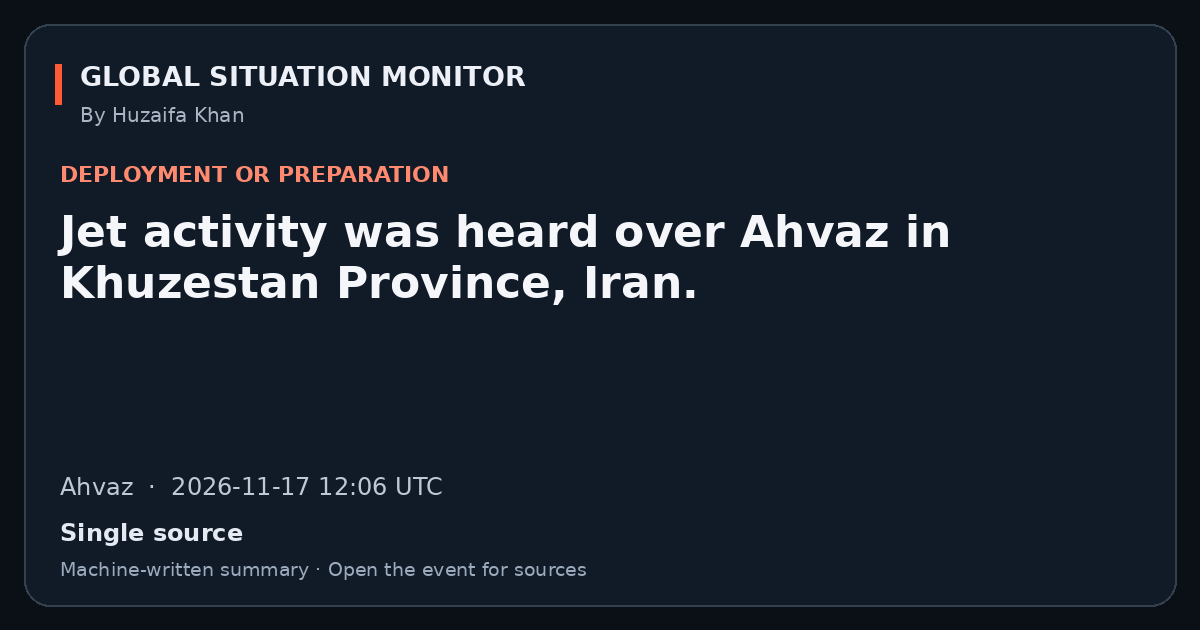 GLOBAL SITUATION MONITOR
By Huzaifa Khan
DEPLOYMENT OR PREPARATION
Jet activity was heard over Ahvaz in
Khuzestan Province, Iran.
Ahvaz · 2026-11-17 12:06 UTC
Single source
Machine-written summary · Open the event for sources